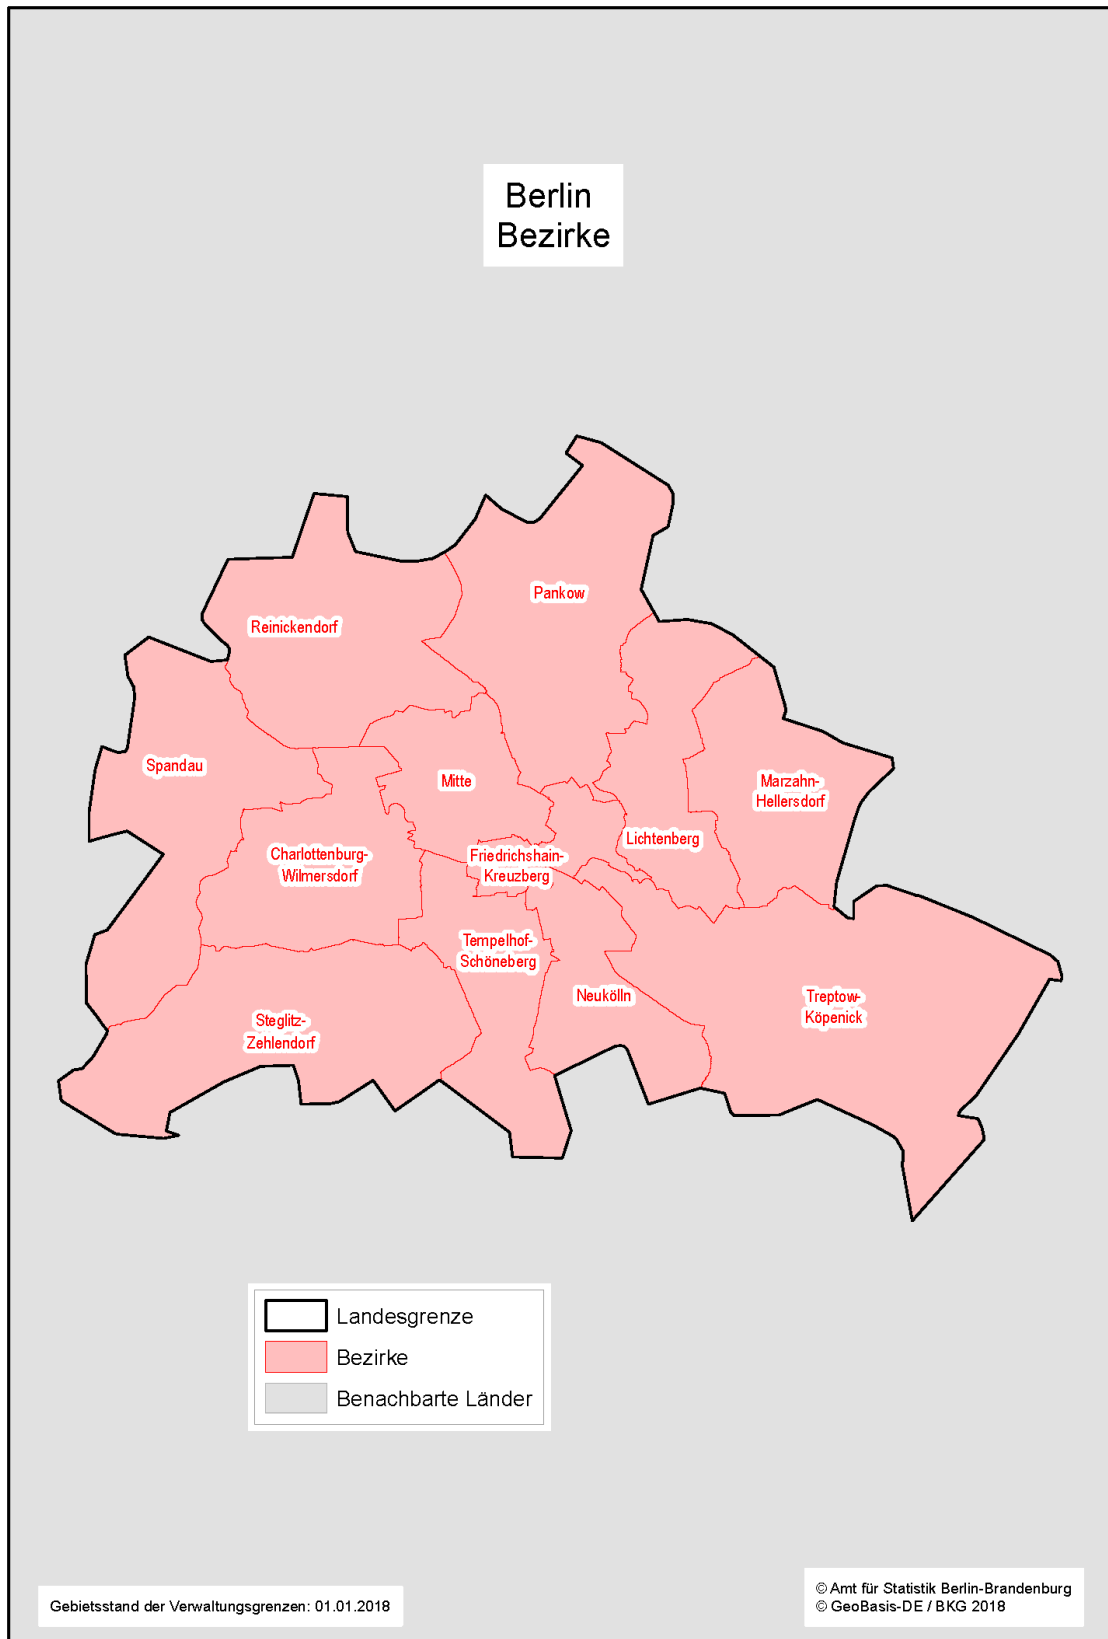 Berlin
Bezirke
Pankow
Reinickendorf
Spandau
Mitte
Marzahn-
Hellersdorf
Lichtenberg
Charlottenburg-
Wilmersdorf
Friedrichshain-
Kreuzberg
Tempelhof-
Schöneberg
Neukölln
Treptow-
Köpenick
Steglitz-
Zehlendorf
Landesgrenze
Bezirke
Benachbarte Länder
Gebietsstand der Verwaltungsgrenzen: 01.01.2018
© Amt für Statistik Berlin-Brandenburg
© GeoBasis-DE / BKG 2018